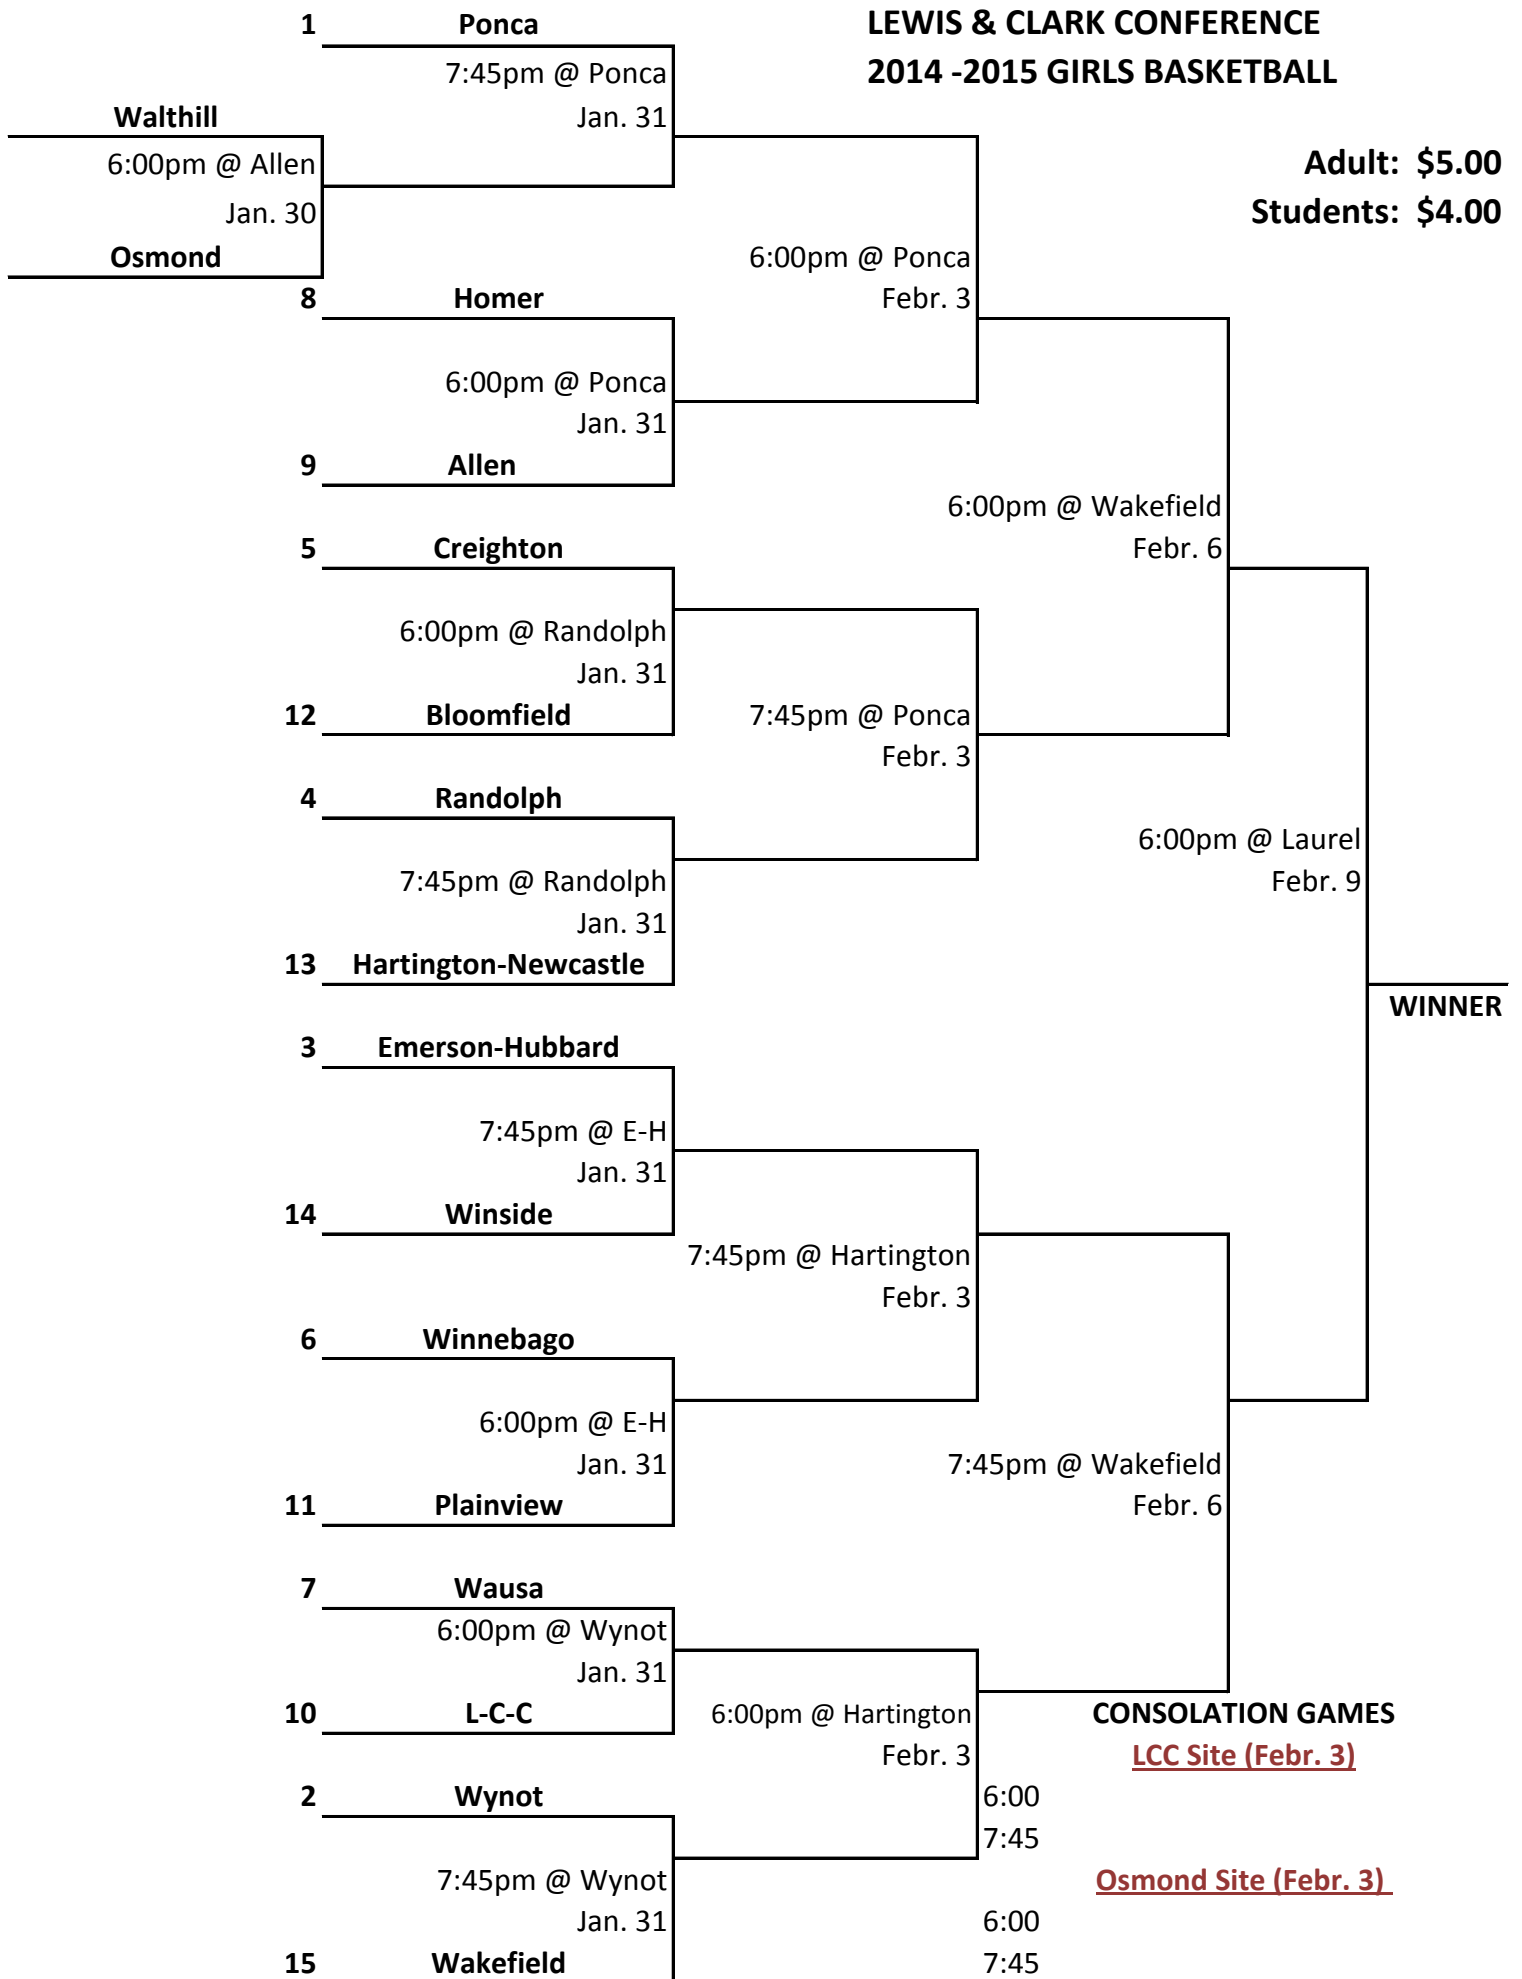 1 Ponca LEWIS & CLARK CONFERENCE
7:45pm @ Ponca 2014 -2015 GIRLS BASKETBALL
Walthill Jan. 31
6:00pm @ Allen Adult: $5.00
Jan. 30 Students: $4.00
Osmond 6:00pm @ Ponca
8 Homer Febr. 3
6:00pm @ Ponca
Jan. 31
9 Allen
6:00pm @ Wakefield
5 Creighton Febr. 6
6:00pm @ Randolph
Jan. 31
12 Bloomfield 7:45pm @ Ponca
Febr. 3
4 Randolph
6:00pm @ Laurel
7:45pm @ Randolph Febr. 9
Jan. 31
13 Hartington-Newcastle
WINNER
3 Emerson-Hubbard
7:45pm @ E-H
Jan. 31
14 Winside
7:45pm @ Hartington
Febr. 3
6 Winnebago
6:00pm @ E-H
Jan. 31 7:45pm @ Wakefield
11 Plainview Febr. 6
7 Wausa
6:00pm @ Wynot
Jan. 31
10 L-C-C 6:00pm @ Hartington CONSOLATION GAMES
Febr. 3 LCC Site (Febr. 3)
2 Wynot 6:00
7:45
7:45pm @ Wynot Osmond Site (Febr. 3)
Jan. 31 6:00
15 Wakefield 7:45